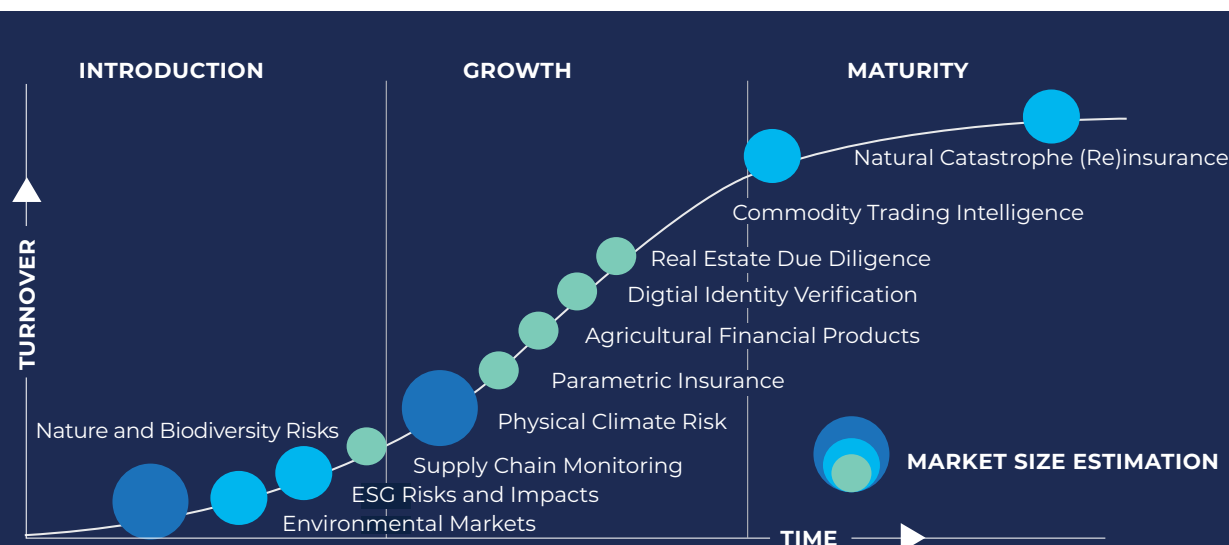 INTRODUCTION
GROWTH
MATURITY
Natural Catastrophe (Re)insurance
Commodity Trading Intelligence
Real Estate Due Diligence
Digtial Identity Verification
Agricultural Financial Products
Parametric Insurance
Physical Climate Risk
Nature and Biodiversity Risks
Supply Chain Monitoring
ESG Risks and Impacts
Environmental Markets
MARKET SIZE ESTIMATION
TURNOVER
TIME